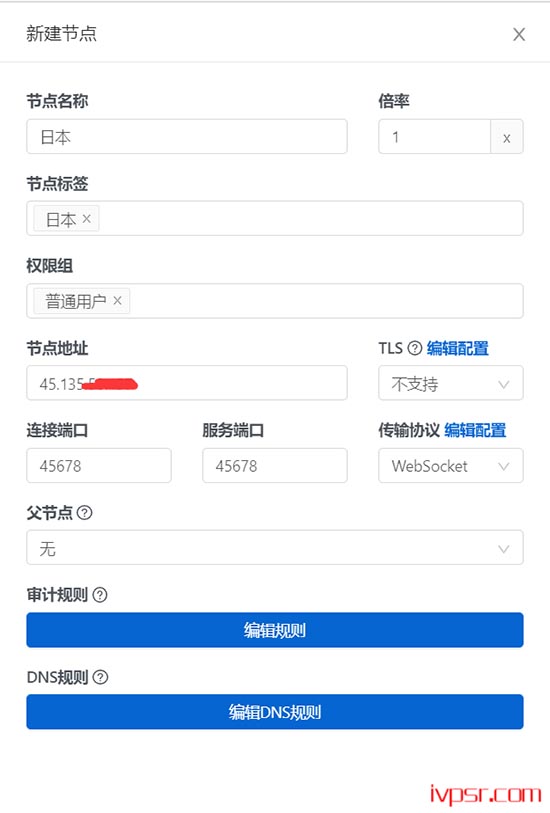 新建节点
节点名称 倍率
日本 1 x
节点标签
日本 ×
权限组
普通用户 ×
节点地址 TLS ? 编辑配置
45.135. 不支持
连接端口 服务端口 传输协议 编辑配置
45678 45678 WebSocket
父节点 ?
无
审计规则 ?
编辑规则
DNS规则 ?
编辑DNS规则
ivpsr.com